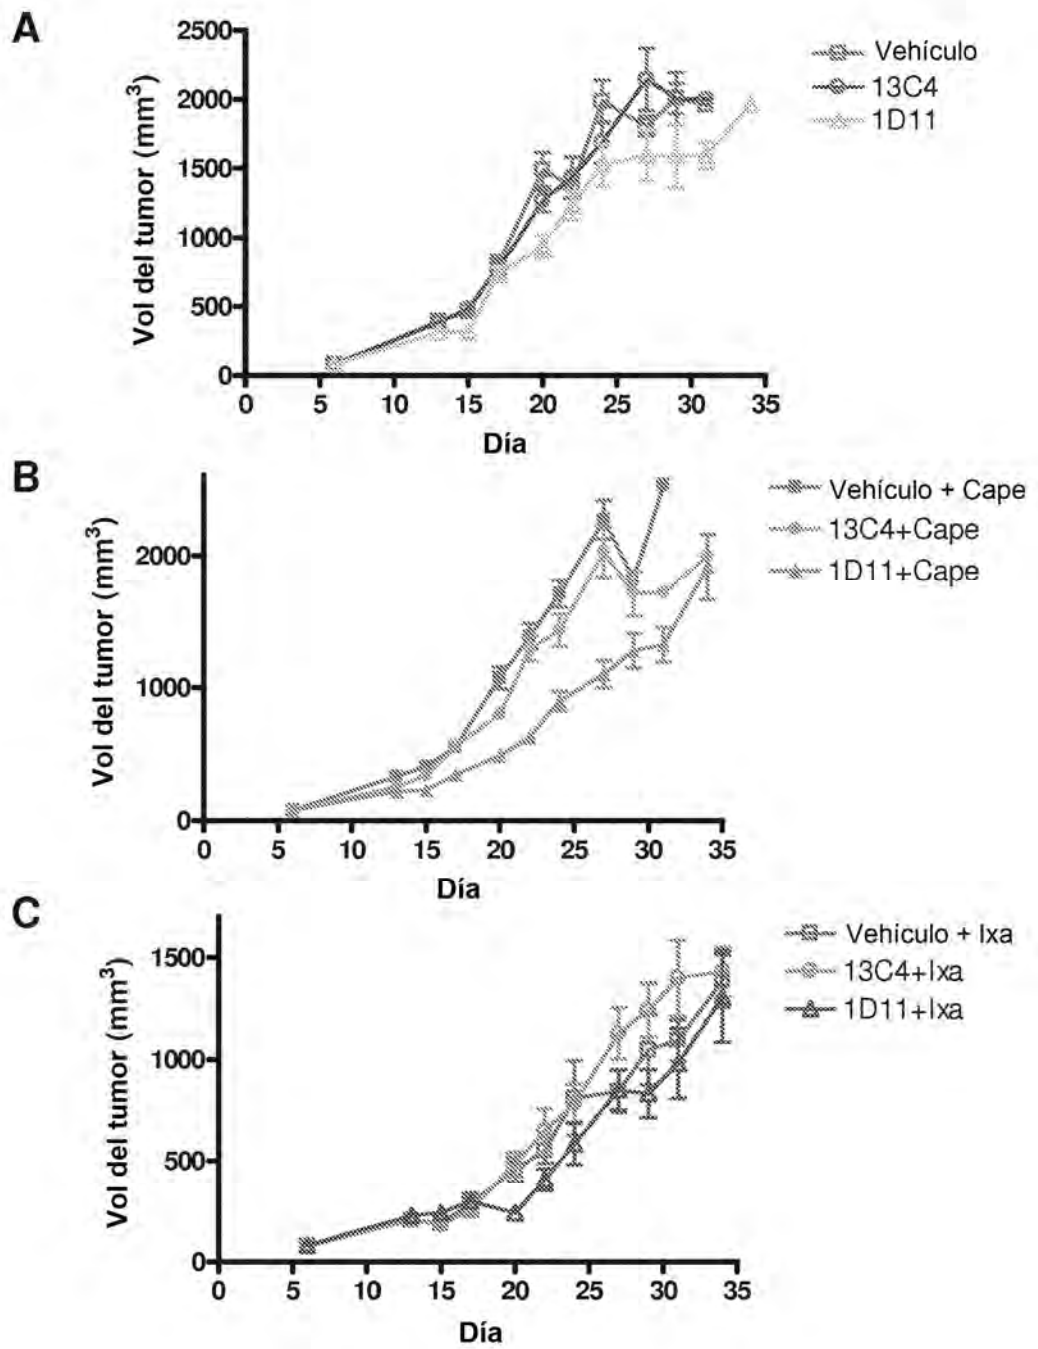 A
Vol del tumor (mm³)
2500
2000
1500
1000
500
0
0 5 10 15 20 25 30 35
Día
Vehículo
13C4
1D11
B
Vol del tumor (mm³)
2000
1000
0
0 5 10 15 20 25 30 35
Día
Vehículo + Cape
13C4+Cape
1D11+Cape
C
Vol del tumor (mm³)
1500
1000
500
0
0 5 10 15 20 25 30 35
Día
Vehículo + Ixa
13C4+Ixa
1D11+Ixa